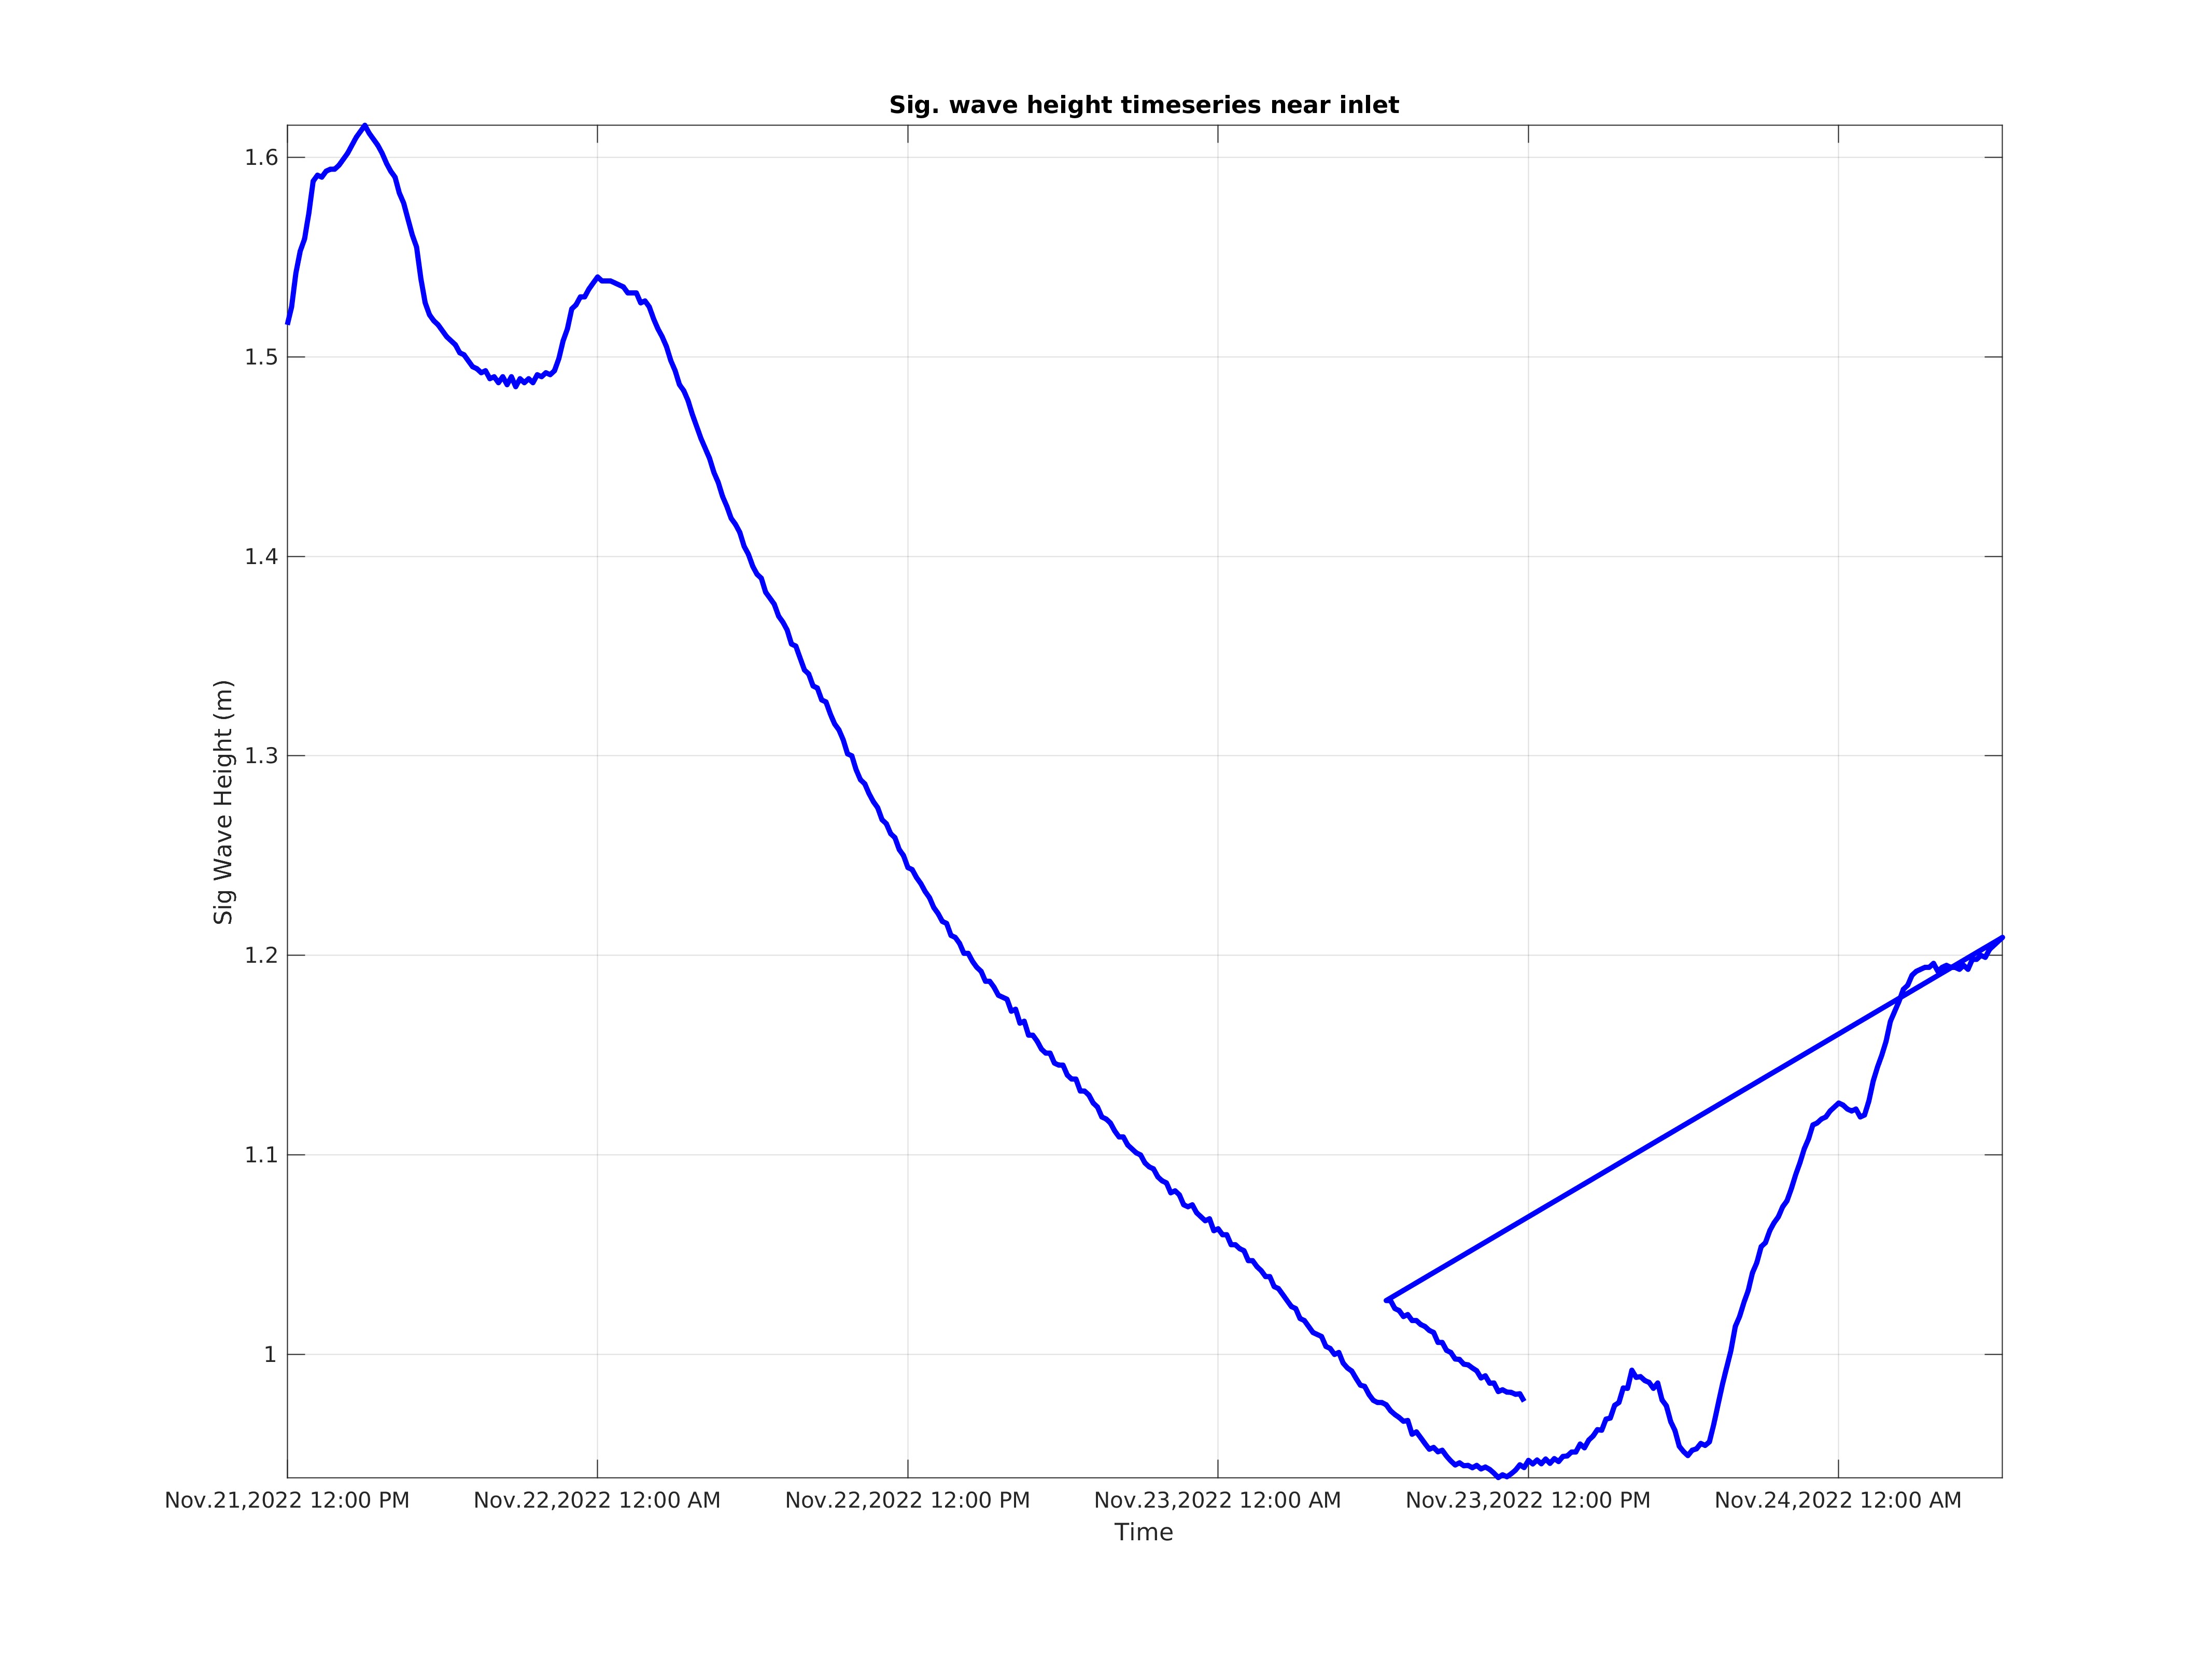 Sig. wave height timeseries near inlet
1.6
1.5
1.4
1.3
1.2
1.1
1
Sig Wave Height (m)
Nov.21,2022 12:00 PM
Nov.22,2022 12:00 AM
Nov.22,2022 12:00 PM
Nov.23,2022 12:00 AM
Nov.23,2022 12:00 PM
Nov.24,2022 12:00 AM
Time